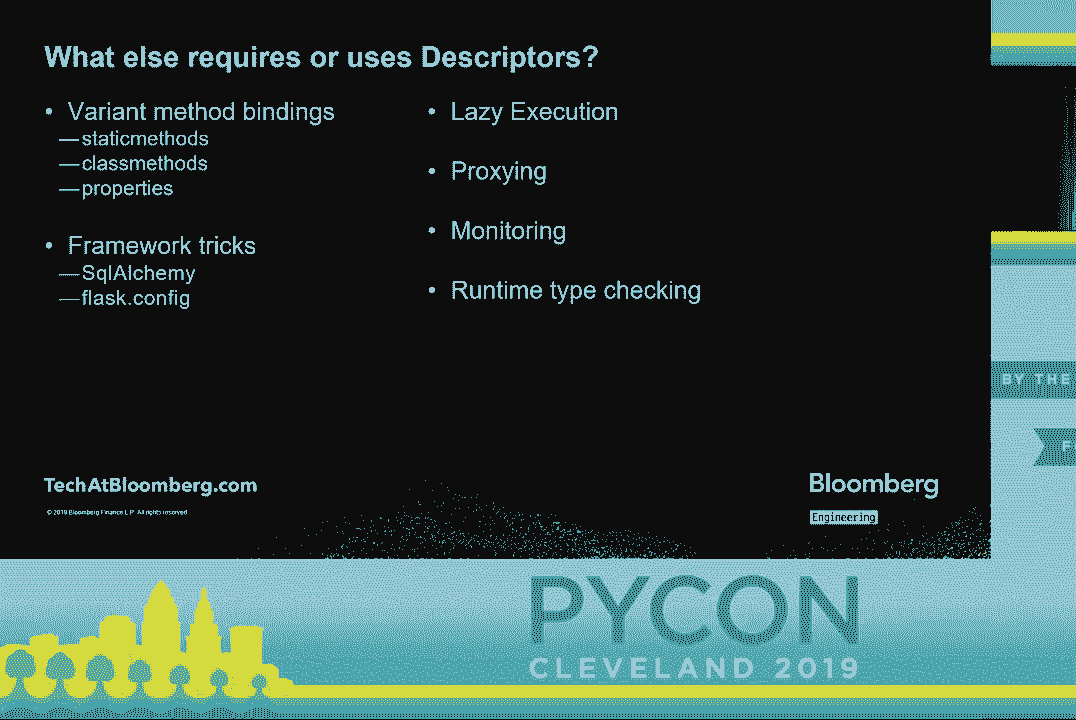 What else requires or uses Descriptors?
• Variant method bindings
—staticmethods
—classmethods
—properties
• Framework tricks
—SqlAlchemy
—flask.config
• Lazy Execution
• Proxying
• Monitoring
• Runtime type checking
TechAtBloomberg.com
© 2019 Bloomberg Finance L.P. All rights reserved
Bloomberg
Engineering
BY THE
F
PYCON
CLEVELAND 2019